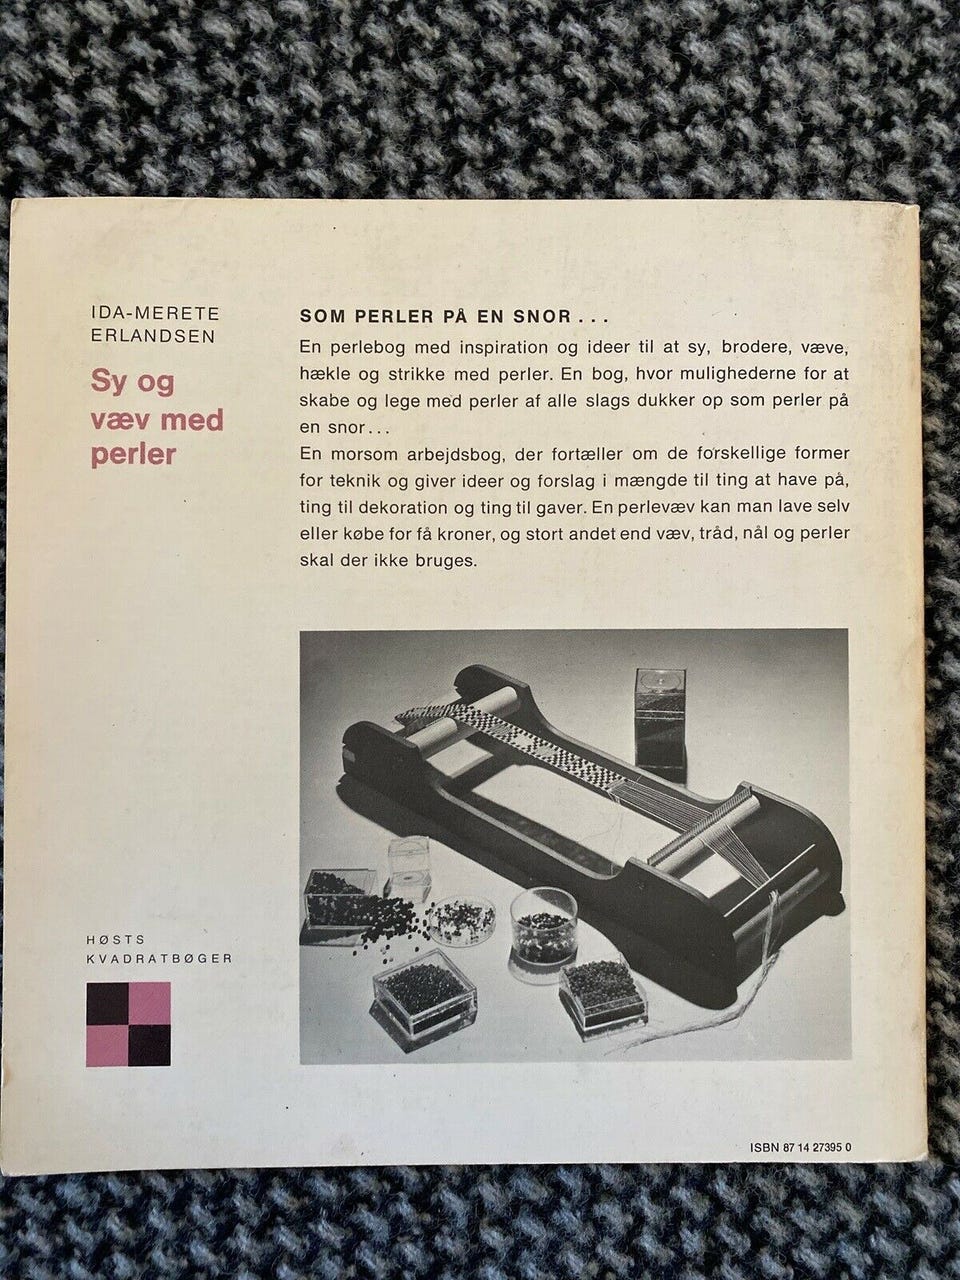 IDA-MERETE
ERLANDSEN
Sy og
væv med
perler
SOM PERLER PÅ EN SNOR . . .
En perlebog med inspiration og ideer til at sy, brodere, væve,
hækle og strikke med perler. En bog, hvor mulighederne for at
skabe og lege med perler af alle slags dukker op som perler på
en snor...
En morsom arbejdsbog, der fortæller om de forskellige former
for teknik og giver ideer og forslag i mængde til ting at have på,
ting til dekoration og ting til gaver. En perlevæv kan man lave selv
eller købe for få kroner, og stort andet end væv, tråd, nål og perler
skal der ikke bruges.
HØSTS
KVADRATBØGER
ISBN 87 14 27395 0